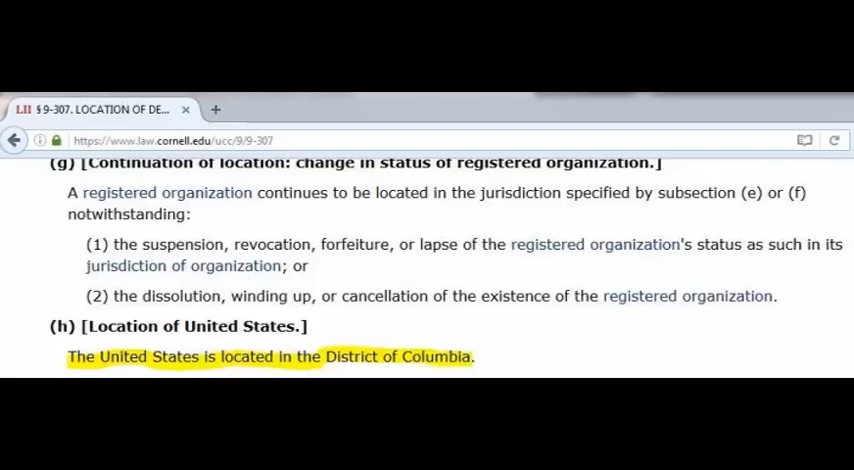 LII § 9-307. LOCATION OF DE...
https://www.law.cornell.edu/ucc/9/9-307
(g) [Continuation of location: change in status of registered organization.]
A registered organization continues to be located in the jurisdiction specified by subsection (e) or (f)
notwithstanding:
(1) the suspension, revocation, forfeiture, or lapse of the registered organization's status as such in its
jurisdiction of organization; or
(2) the dissolution, winding up, or cancellation of the existence of the registered organization.
(h) [Location of United States.]
The United States is located in the District of Columbia.